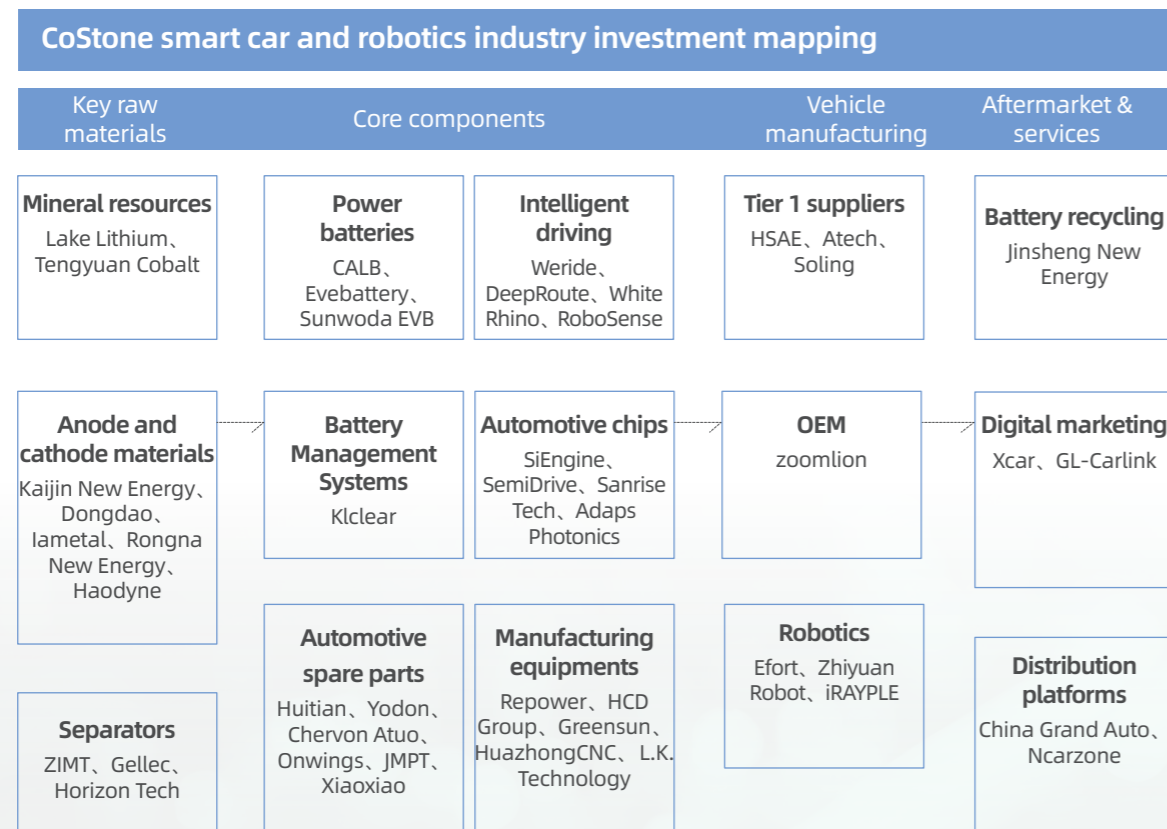 CoStone smart car and robotics industry investment mapping
Key raw
materials
Core components
Vehicle
manufacturing
Aftermarket &
services
Mineral resources
Lake Lithium、
Tengyuan Cobalt
Power
batteries
CALB、
Evebattery、
Sunwoda EVB
Intelligent
driving
Weride、
DeepRoute、White
Rhino、RoboSense
Tier 1 suppliers
HSAE、Atech、
Soling
Battery recycling
Jinsheng New
Energy
Anode and
cathode materials
Kaijin New Energy、
Dongdao、
Iametal、Rongna
New Energy、
Haodyne
Battery
Management
Systems
Klclear
Automotive chips
SiEngine、
SemiDrive、Sanrise
Tech、Adaps
Photonics
OEM
zoomlion
Digital marketing
Xcar、GL-Carlink
Separators
ZIMT、Gellec、
Horizon Tech
Automotive
spare parts
Huitian、Yodon、
Chervon Atuo、
Onwings、JMPT、
Xiaoxiao
Manufacturing
equipments
Repower、HCD
Group、Greensun、
HuazhongCNC、L.K.
Technology
Robotics
Efort、Zhiyuan
Robot、iRAYPLE
Distribution
platforms
China Grand Auto、
Ncarzone